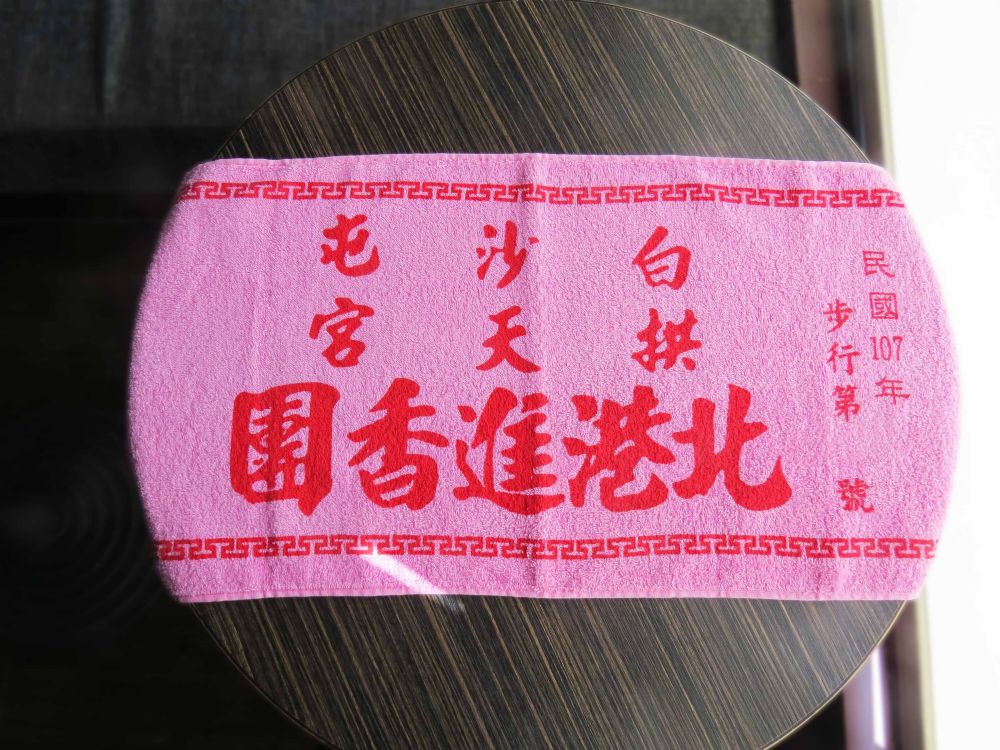 民國107年
步行第 號
白沙屯
拱天宮
北港進香團